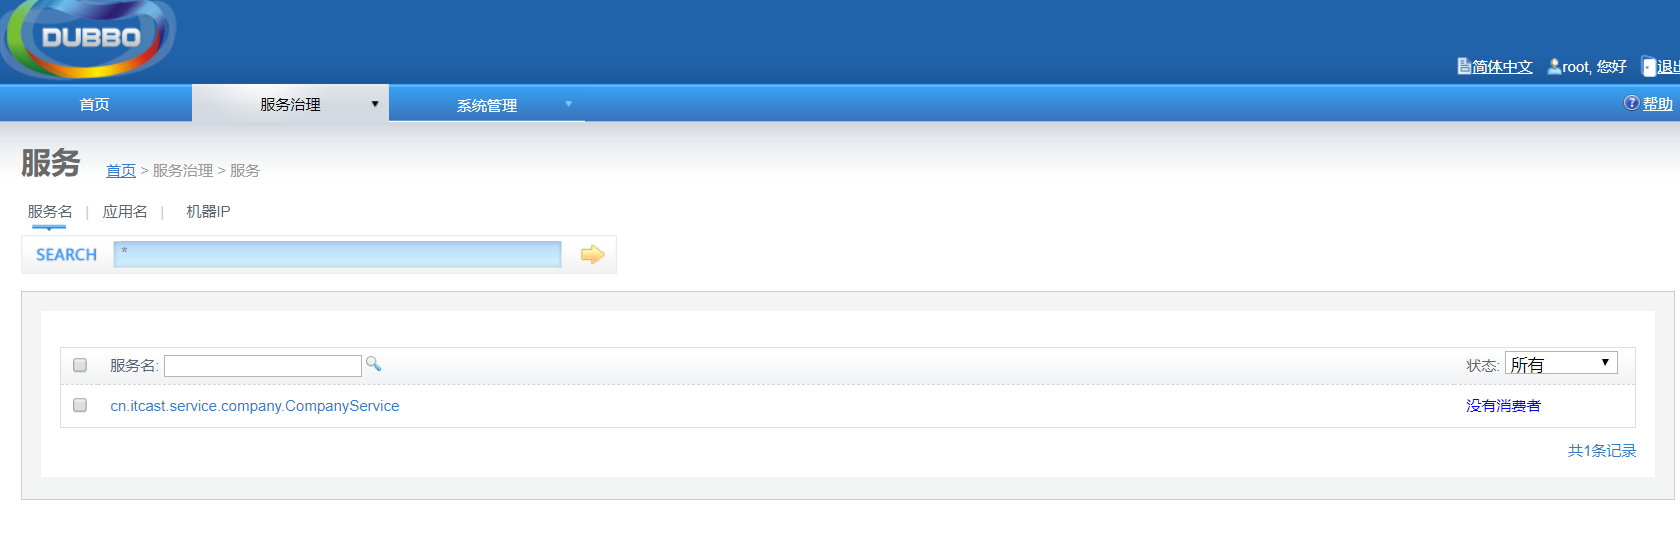 DUBBO
简体中文 root, 您好 退出
首页 服务治理 ▼ 系统管理 ▼ 帮助
服务 首页 > 服务治理 > 服务
服务名 | 应用名 | 机器IP
SEARCH *
服务名: 状态: 所有 ▼
cn.itcast.service.company.CompanyService 没有消费者
共1条记录